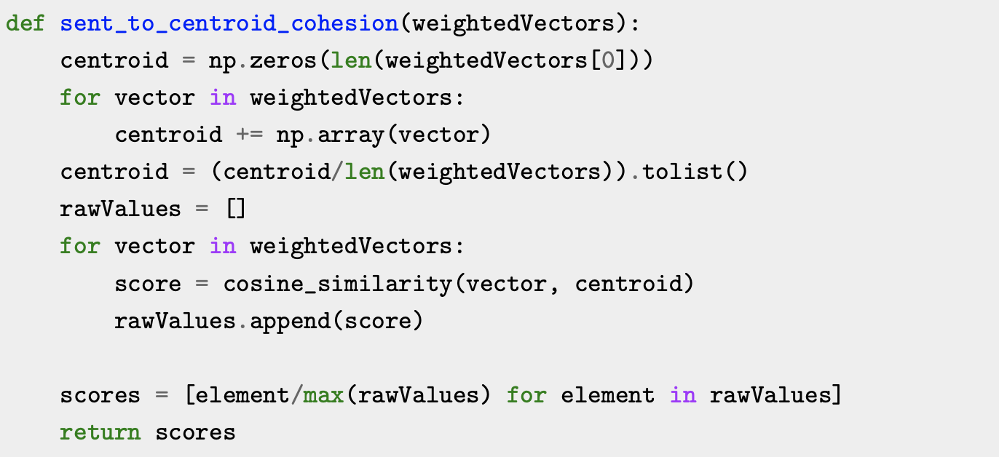 def sent_to_centroid_cohesion(weightedVectors):
    centroid = np.zeros(len(weightedVectors[0]))
    for vector in weightedVectors:
        centroid += np.array(vector)
    centroid = (centroid/len(weightedVectors)).tolist()
    rawValues = []
    for vector in weightedVectors:
        score = cosine_similarity(vector, centroid)
        rawValues.append(score)

    scores = [element/max(rawValues) for element in rawValues]
    return scores